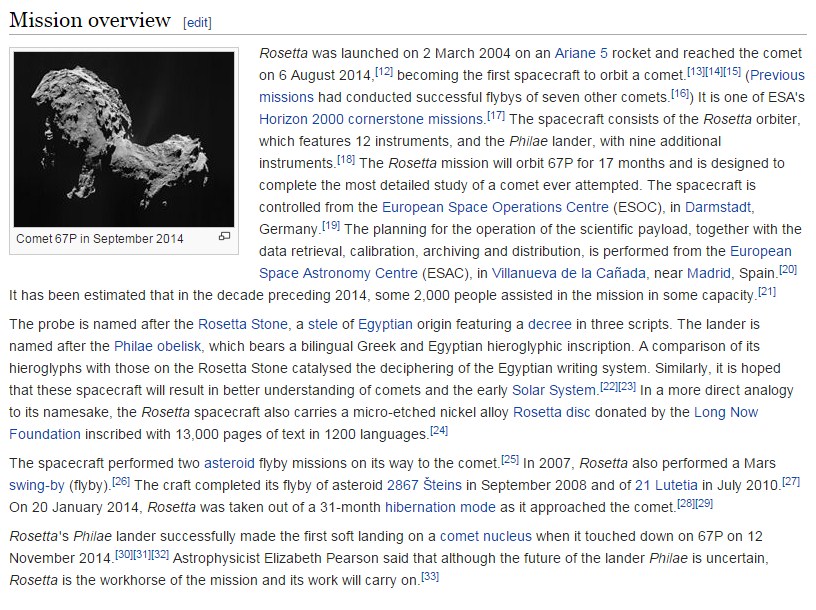 Mission overview [edit]
Rosetta was launched on 2 March 2004 on an Ariane 5 rocket and reached the comet
on 6 August 2014,[12] becoming the first spacecraft to orbit a comet.[13][14][15] (Previous
missions had conducted successful flybys of seven other comets.[16]) It is one of ESA's
Horizon 2000 cornerstone missions.[17] The spacecraft consists of the Rosetta orbiter,
which features 12 instruments, and the Philae lander, with nine additional
instruments.[18] The Rosetta mission will orbit 67P for 17 months and is designed to
complete the most detailed study of a comet ever attempted. The spacecraft is
controlled from the European Space Operations Centre (ESOC), in Darmstadt,
Germany.[19] The planning for the operation of the scientific payload, together with the
data retrieval, calibration, archiving and distribution, is performed from the European
Space Astronomy Centre (ESAC), in Villanueva de la Cañada, near Madrid, Spain.[20]
Comet 67P in September 2014
It has been estimated that in the decade preceding 2014, some 2,000 people assisted in the mission in some capacity.[21]
The probe is named after the Rosetta Stone, a stele of Egyptian origin featuring a decree in three scripts. The lander is
named after the Philae obelisk, which bears a bilingual Greek and Egyptian hieroglyphic inscription. A comparison of its
hieroglyphs with those on the Rosetta Stone catalysed the deciphering of the Egyptian writing system. Similarly, it is hoped
that these spacecraft will result in better understanding of comets and the early Solar System.[22][23] In a more direct analogy
to its namesake, the Rosetta spacecraft also carries a micro-etched nickel alloy Rosetta disc donated by the Long Now
Foundation inscribed with 13,000 pages of text in 1200 languages.[24]
The spacecraft performed two asteroid flyby missions on its way to the comet.[25] In 2007, Rosetta also performed a Mars
swing-by (flyby).[26] The craft completed its flyby of asteroid 2867 Šteins in September 2008 and of 21 Lutetia in July 2010.[27]
On 20 January 2014, Rosetta was taken out of a 31-month hibernation mode as it approached the comet.[28][29]
Rosetta's Philae lander successfully made the first soft landing on a comet nucleus when it touched down on 67P on 12
November 2014.[30][31][32] Astrophysicist Elizabeth Pearson said that although the future of the lander Philae is uncertain,
Rosetta is the workhorse of the mission and its work will carry on.[33]